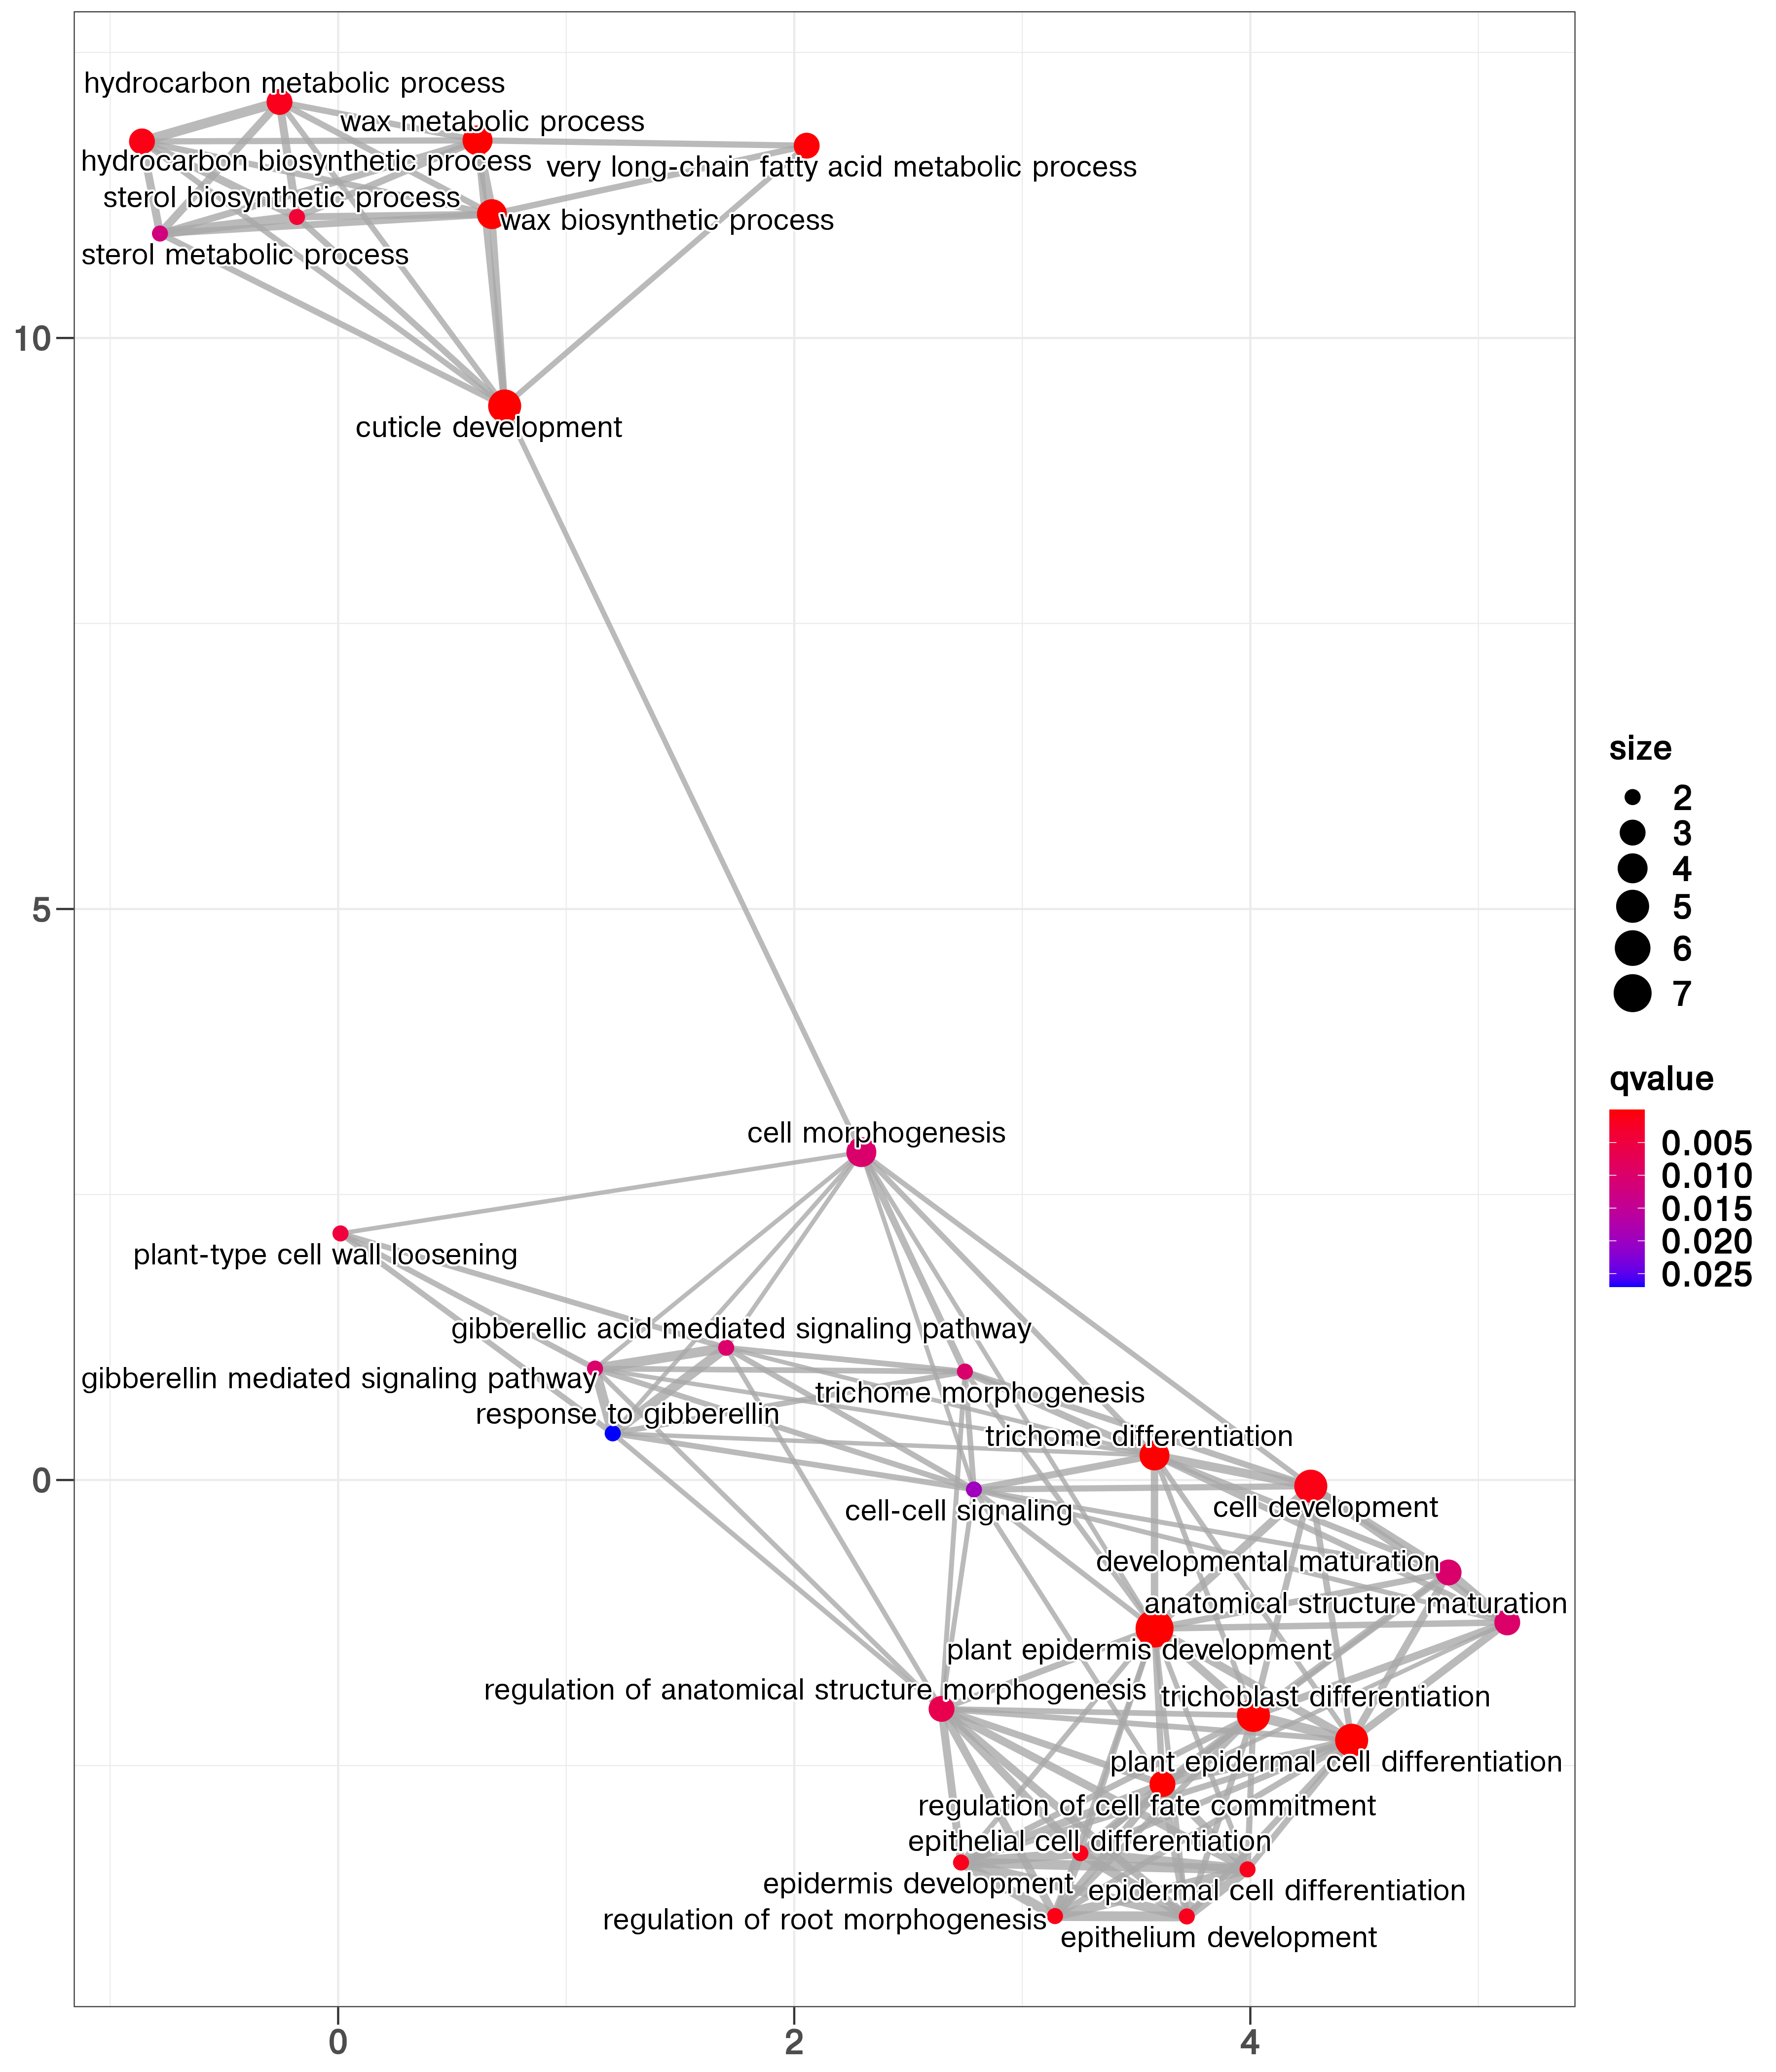 hydrocarbon metabolic process
wax metabolic process
hydrocarbon biosynthetic process
very long-chain fatty acid metabolic process
sterol biosynthetic process
wax biosynthetic process
sterol metabolic process
10
cuticle development
5
size
2
3
4
5
6
7
qvalue
0.005
0.010
0.015
0.020
0.025
cell morphogenesis
plant-type cell wall loosening
gibberellic acid mediated signaling pathway
gibberellin mediated signaling pathway
trichome morphogenesis
response to gibberellin
trichome differentiation
0
cell-cell signaling
cell development
developmental maturation
anatomical structure maturation
plant epidermis development
regulation of anatomical structure morphogenesis
trichoblast differentiation
plant epidermal cell differentiation
regulation of cell fate commitment
epithelial cell differentiation
epidermis development
epidermal cell differentiation
regulation of root morphogenesis
epithelium development
0
2
4